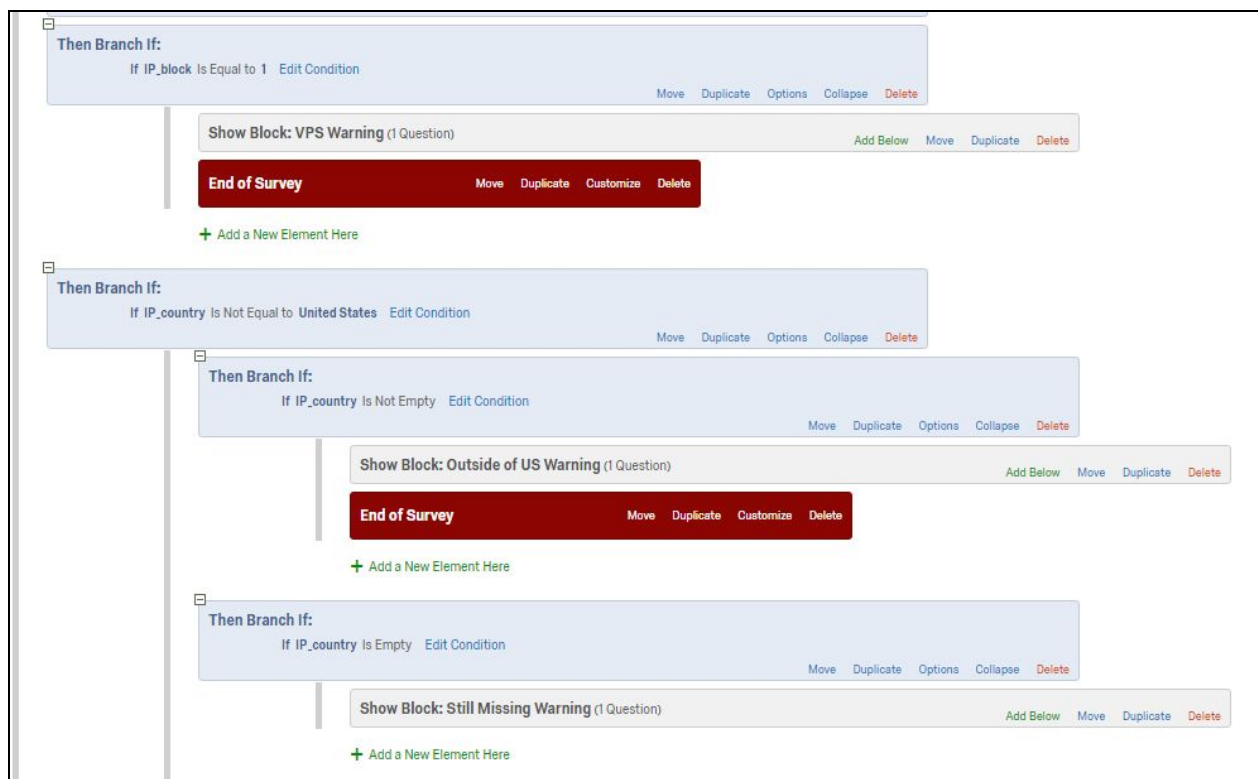 Then Branch If:
If IP_block Is Equal to 1 Edit Condition
Move Duplicate Options Collapse Delete
Show Block: VPS Warning (1 Question)
Add Below Move Duplicate Delete
End of Survey Move Duplicate Customize Delete
+ Add a New Element Here
Then Branch If:
If IP_country Is Not Equal to United States Edit Condition
Move Duplicate Options Collapse Delete
Then Branch If:
If IP_country Is Not Empty Edit Condition
Move Duplicate Options Collapse Delete
Show Block: Outside of US Warning (1 Question)
Add Below Move Duplicate Delete
End of Survey Move Duplicate Customize Delete
+ Add a New Element Here
Then Branch If:
If IP_country Is Empty Edit Condition
Move Duplicate Options Collapse Delete
Show Block: Still Missing Warning (1 Question)
Add Below Move Duplicate Delete
+ Add a New Element Here